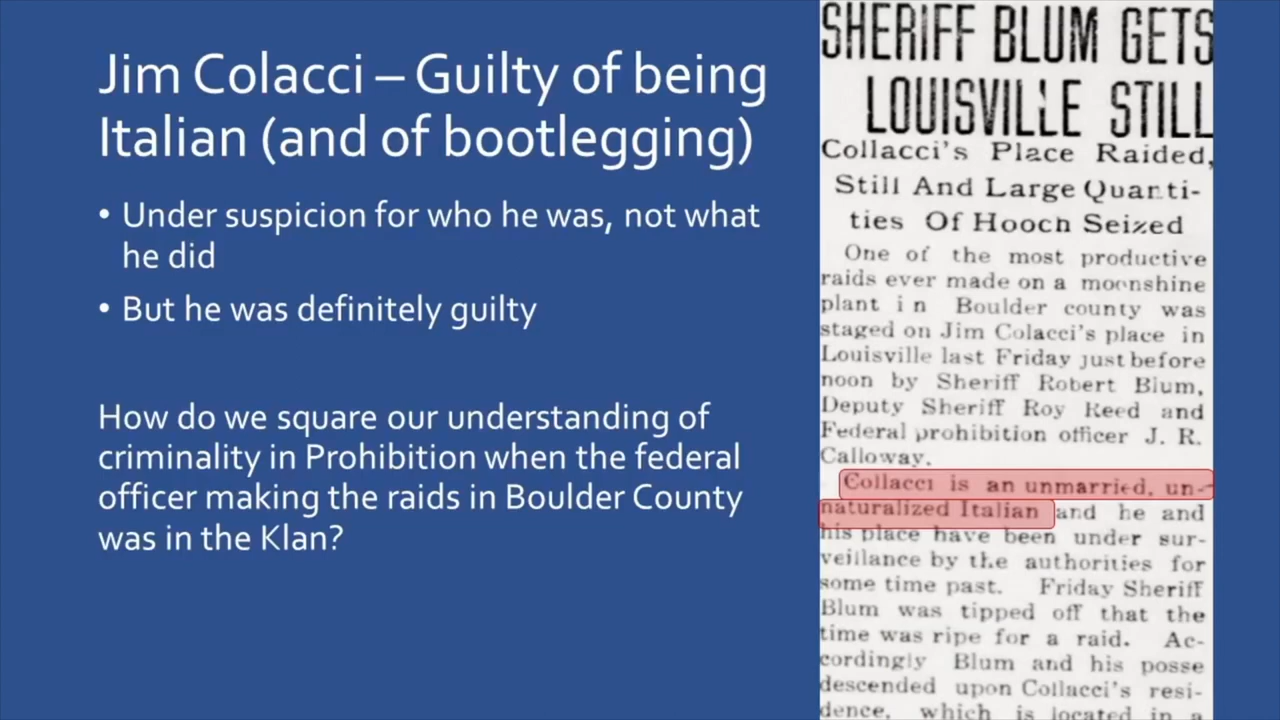 Jim Colacci – Guilty of being
Italian (and of bootlegging)
• Under suspicion for who he was, not what
he did
• But he was definitely guilty
How do we square our understanding of
criminality in Prohibition when the federal
officer making the raids in Boulder County
was in the Klan?
SHERIFF BLUM GETS
LOUISVILLE STILL
Collacci's Place Raided,
Still And Large Quanti-
ties Of Hooch Seized
One of the most productive
raids ever made on a moonshine
plant in Boulder county was
staged on Jim Colacci's place in
Louisville last Friday just before
noon by Sheriff Robert Blum,
Deputy Sheriff Roy Reed and
Federal prohibition officer J. R.
Calloway.
Collacci is an unmarried, un-
naturalized Italian and he and
his place have been under sur-
veillance by the authorities for
some time past. Friday Sheriff
Blum was tipped off that the
time was ripe for a raid. Ac-
cordingly Blum and his posse
descended upon Collacci's resi-
dence, which is located in a